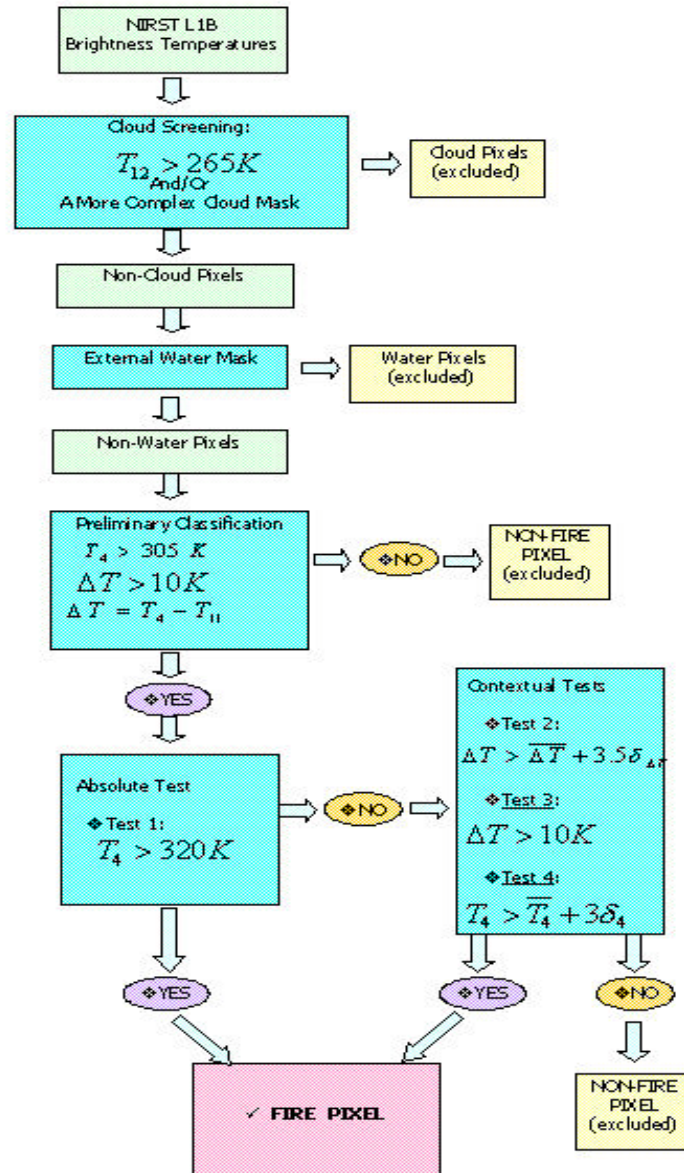 NIRST L1B
Brightness Temperatures
Cloud Screening:
T₁₂ > 265K
And/Or
A More Complex Cloud Mask
Cloud Pixels
(excluded)
Non-Cloud Pixels
External Water Mask
Water Pixels
(excluded)
Non-Water Pixels
Preliminary Classification
T₄ > 305 K
ΔT > 10K
ΔT = T₄ − T₁₁
❖NO
NON-FIRE
PIXEL
(excluded)
❖YES
Absolute Test
❖Test 1:
T₄ > 320K
❖NO
Contextual Tests
❖Test 2:
ΔT > \overline{ΔT} + 3.5δ_{ΔT}
❖Test 3:
ΔT > 10K
❖Test 4:
T₄ > \overline{T₄} + 3δ₄
❖YES
❖YES
❖NO
✓ FIRE PIXEL
NON-FIRE
PIXEL
(excluded)